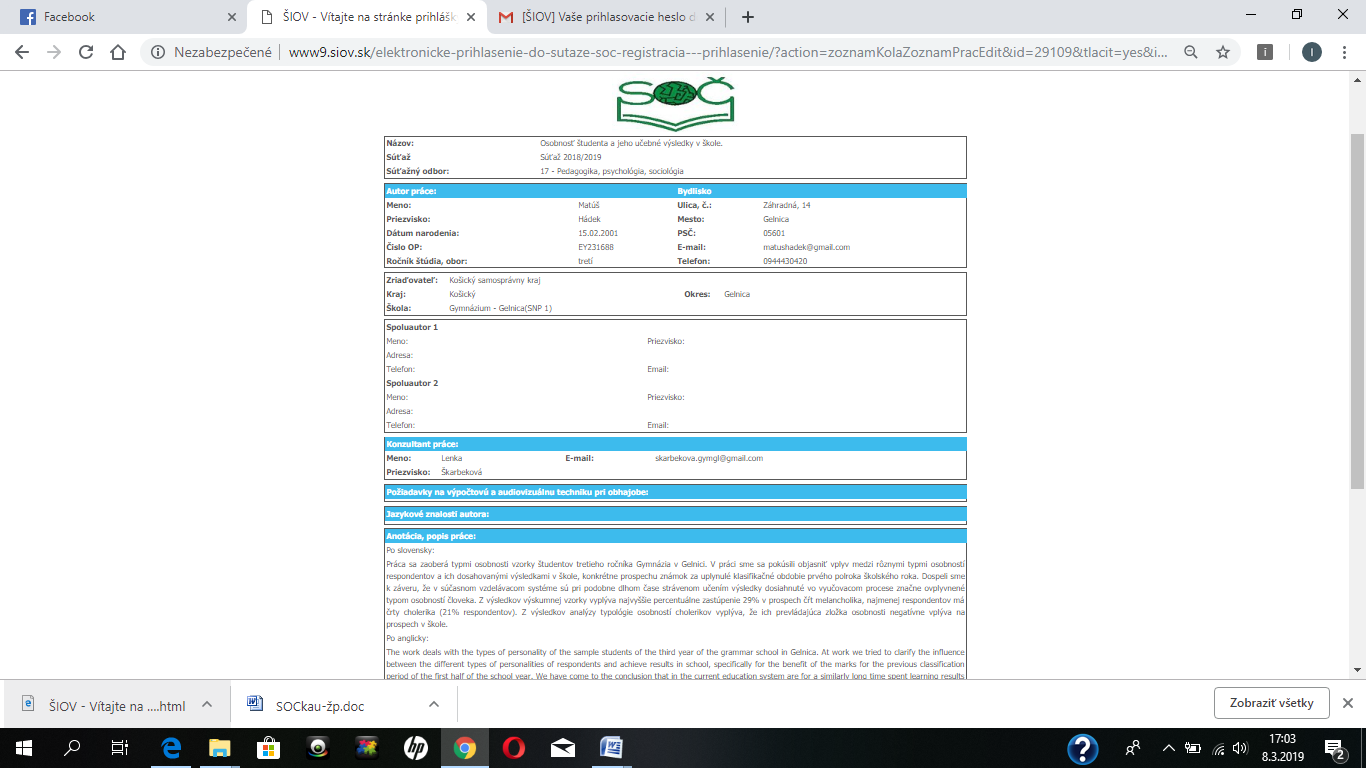 Facebook
ŠIOV - Vítajte na stránke prihlášk
[ŠIOV] Vaše prihlasovacie heslo d
Nezabezpečené
www9.siov.sk/elektronicke-prihlasenie-do-sutaze-soc-registracia---prihlasenie/?action=zoznamKolaZoznamPracEdit&id=29109&tlacit=yes&i...
I
SOČ
Názov: Osobnosť študenta a jeho učebné výsledky v škole.
Súťaž Súťaž 2018/2019
Súťažný odbor: 17 - Pedagogika, psychológia, sociológia
Autor práce: Bydlisko
Meno: Matúš Ulica, č.: Záhradná, 14
Priezvisko: Hádek Mesto: Gelnica
Dátum narodenia: 15.02.2001 PSČ: 05601
Číslo OP: EY231688 E-mail: matushadek@gmail.com
Ročník štúdia, obor: tretí Telefon: 0944430420
Zriaďovateľ: Košický samosprávny kraj
Kraj: Košický Okres: Gelnica
Škola: Gymnázium - Gelnica(SNP 1)
Spoluautor 1
Meno: Priezvisko:
Adresa:
Telefon: Email:
Spoluautor 2
Meno: Priezvisko:
Adresa:
Telefon: Email:
Konzultant práce:
Meno: Lenka E-mail: skarbekova.gymgl@gmail.com
Priezvisko: Škarbeková
Požiadavky na výpočtovú a audiovizuálnu techniku pri obhajobe:
Jazykové znalosti autora:
Anotácia, popis práce:
Po slovensky:
Práca sa zaoberá typmi osobnosti vzorky študentov tretieho ročníka Gymnázia v Gelnici. V práci sme sa pokúsili objasniť vplyv medzi rôznymi typmi osobností
respondentov a ich dosahovanými výsledkami v škole, konkrétne prospechu známok za uplynulé klasifikačné obdobie prvého polroka školského roka. Dospeli sme
k záveru, že v súčasnom vzdelávacom systéme sú pri podobne dlhom čase strávenom učením výsledky dosiahnuté vo vyučovacom procese značne ovplyvnené
typom osobností človeka. Z výsledkov výskumnej vzorky vyplýva najvyššie percentuálne zastúpenie 29% v prospech čŕt melancholika, najmenej respondentov má
črty cholerika (21% respondentov). Z výsledkov analýzy typológie osobností cholerikov vyplýva, že ich prevládajúca zložka osobnosti negatívne vplýva na
prospech v škole.
Po anglicky:
The work deals with the types of personality of the sample students of the third year of the grammar school in Gelnica. At work we tried to clarify the influence
between the different types of personalities of respondents and achieve results in school, specifically for the benefit of the marks for the previous classification
period of the first half of the school year. We have come to the conclusion that in the current education system are for a similarly long time spent learning results
ŠIOV - Vítajte na ....html
SOCkau-žp.doc
Zobraziť všetky
hp
17:03
8.3.2019
2